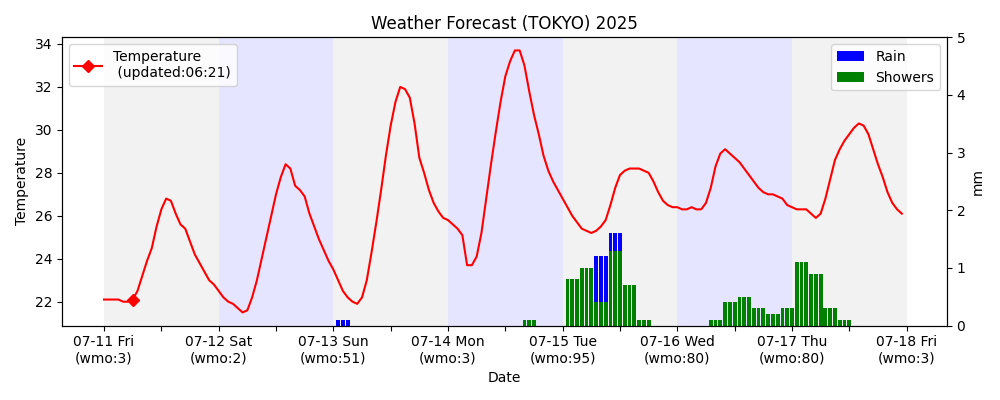 Weather Forecast (TOKYO) 2025
Temperature
(updated:06:21)
Rain
Showers
34
32
30
28
26
24
22
Temperature
5
4
3
2
1
0
mm
07-11 Fri
(wmo:3)
07-12 Sat
(wmo:2)
07-13 Sun
(wmo:51)
07-14 Mon
(wmo:3)
07-15 Tue
(wmo:95)
07-16 Wed
(wmo:80)
07-17 Thu
(wmo:80)
07-18 Fri
(wmo:3)
Date